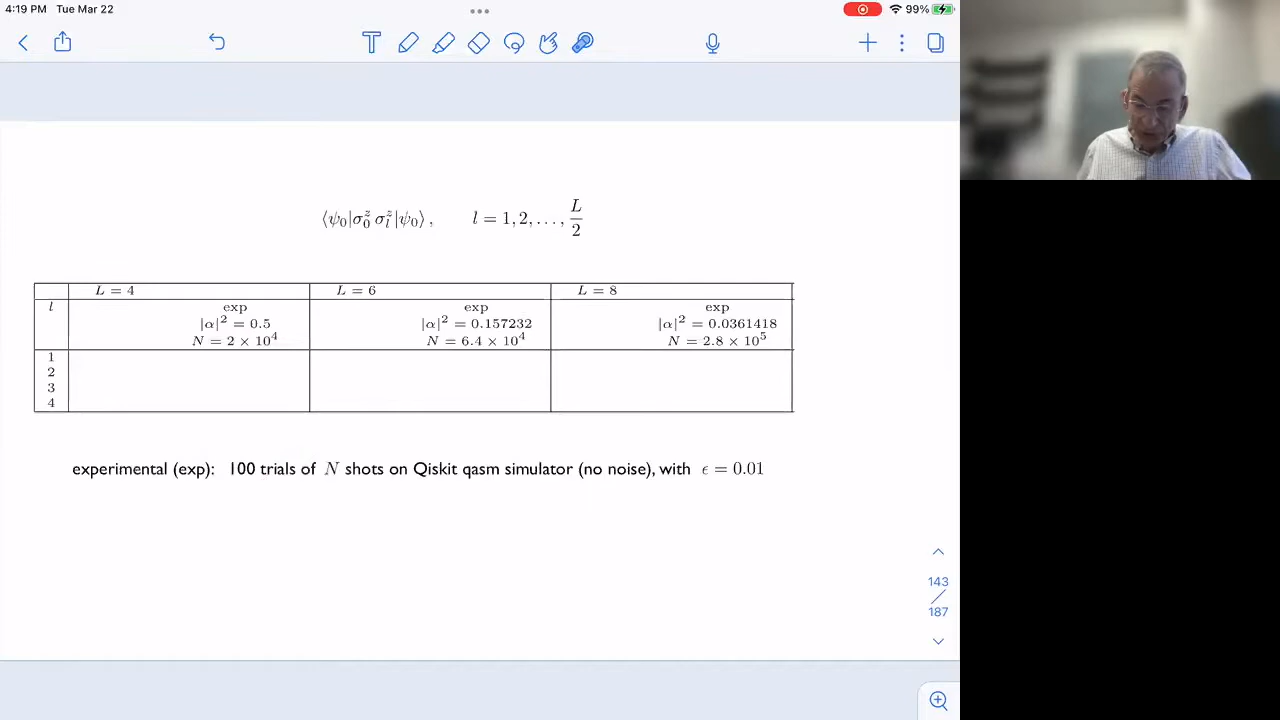 4:19 PM Tue Mar 22
99%
T
⟨ψ₀|σ₀ᶻ σₗᶻ|ψ₀⟩ , l = 1, 2, . . . , L/2
L = 4 L = 6 L = 8
l exp exp exp
|α|² = 0.5 |α|² = 0.157232 |α|² = 0.0361418
N = 2 × 10⁴ N = 6.4 × 10⁴ N = 2.8 × 10⁵
1
2
3
4
experimental (exp): 100 trials of N shots on Qiskit qasm simulator (no noise), with ϵ = 0.01
143
/
187